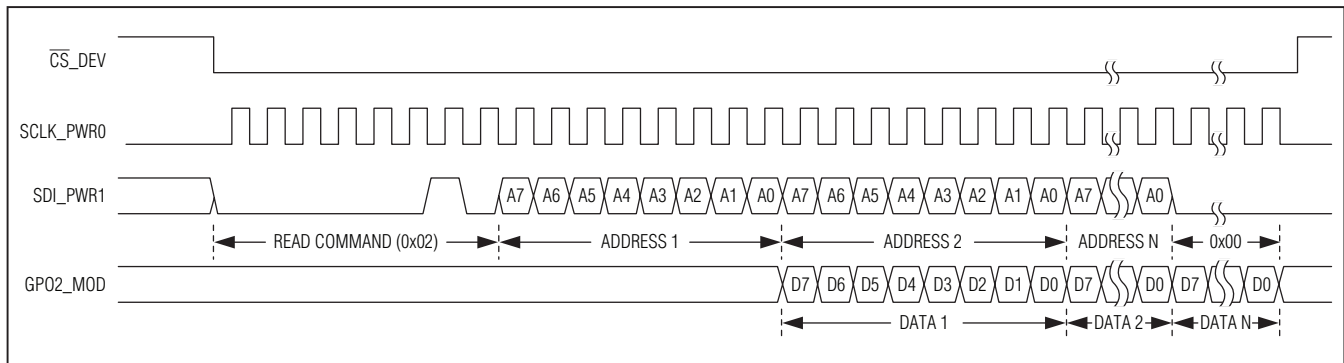 CS_DEV
SCLK_PWR0
SDI_PWR1 A7 A6 A5 A4 A3 A2 A1 A0 A7 A6 A5 A4 A3 A2 A1 A0 A7 A0
READ COMMAND (0x02) ADDRESS 1 ADDRESS 2 ADDRESS N 0x00
GPO2_MOD D7 D6 D5 D4 D3 D2 D1 D0 D7 D0 D7 D0
DATA 1 DATA 2 DATA N